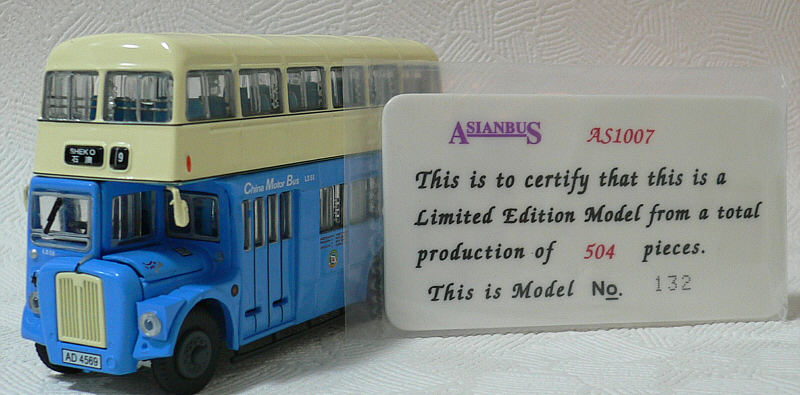 SHEK O
石澳
9
China Motor Bus
AD 4569
ASIANBUS AS1007
This is to certify that this is a
Limited Edition Model from a total
production of 504 pieces.
This is Model No. 132